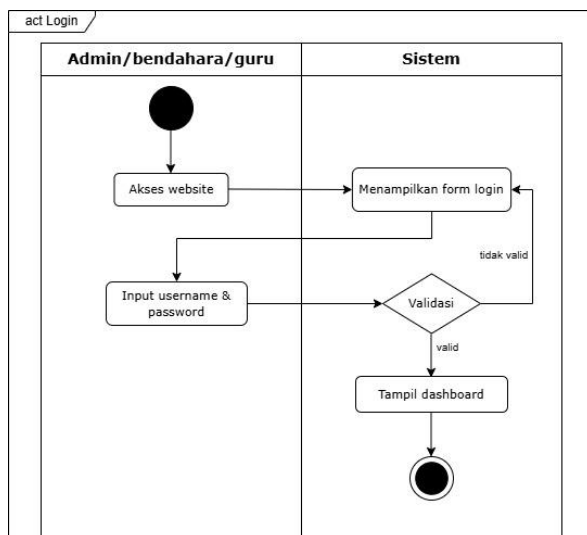 act Login
Admin/bendahara/guru
Sistem
Akses website
Menampilkan form login
tidak valid
Input username &
password
Validasi
valid
Tampil dashboard